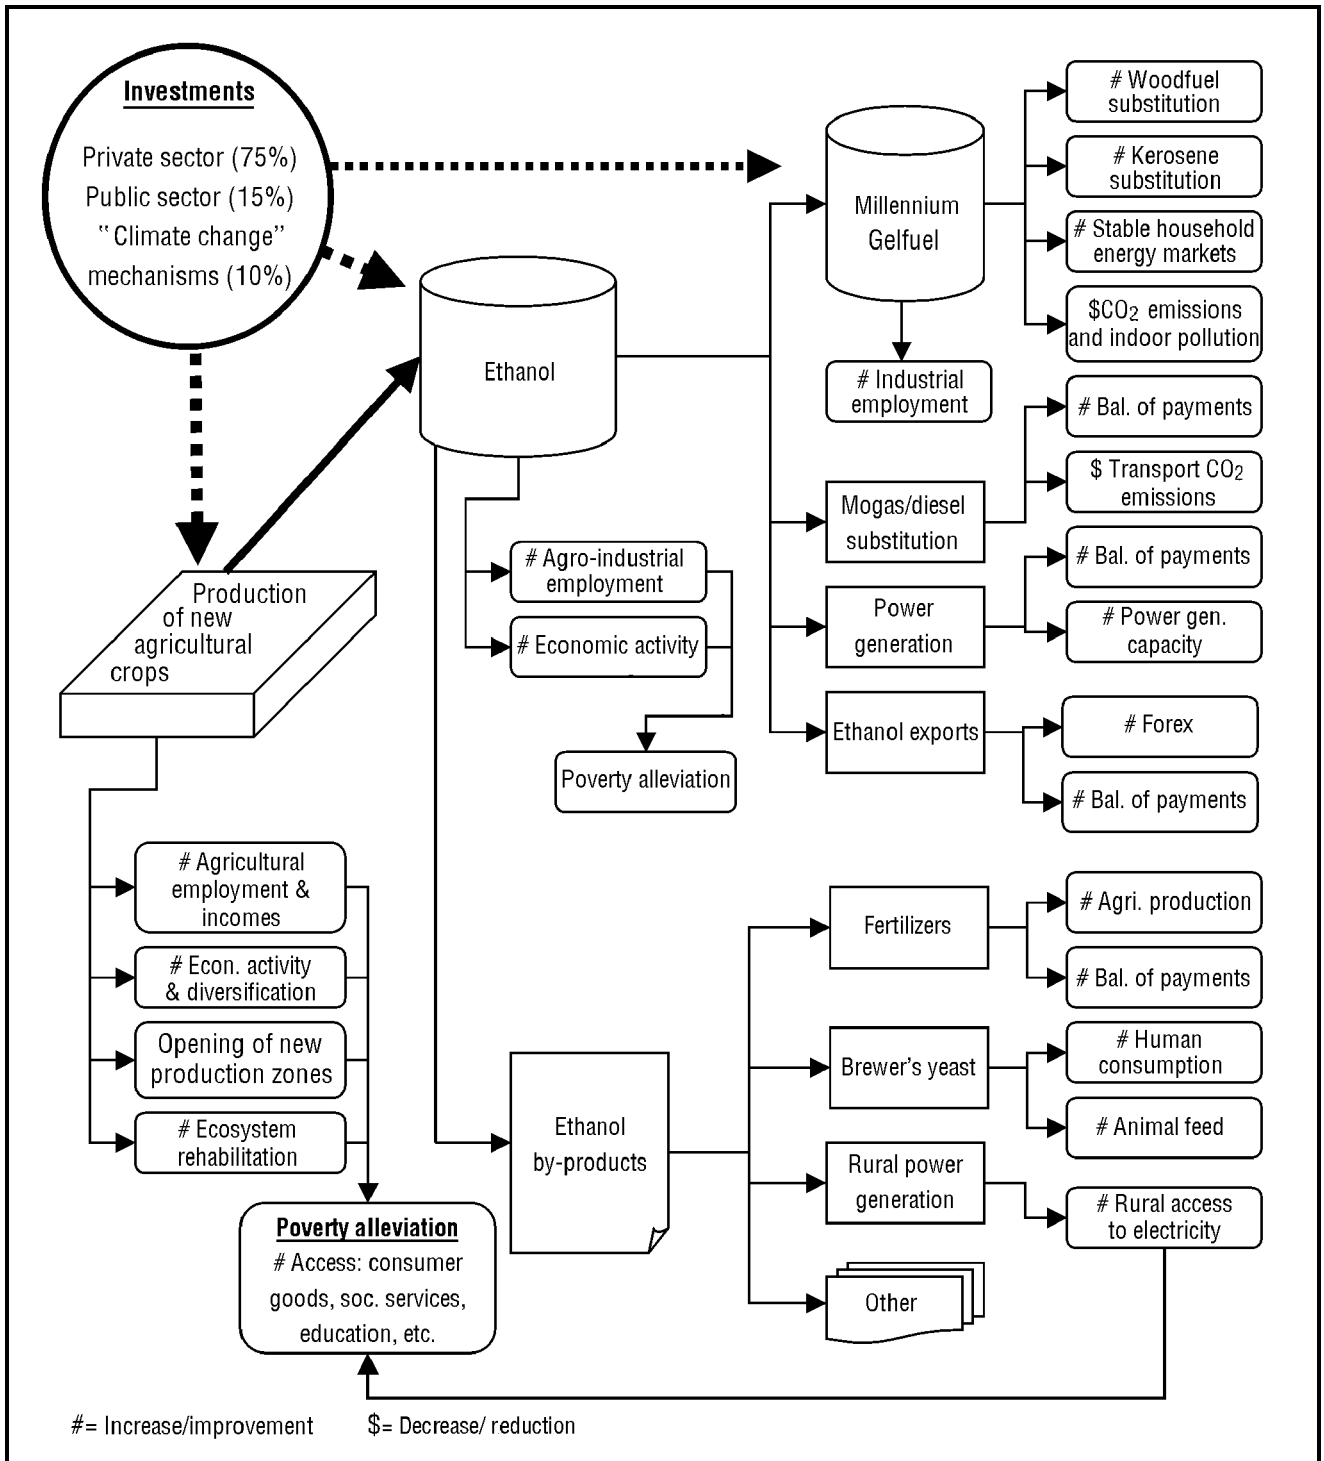 Investments
Private sector (75%)
Public sector (15%)
"Climate change"
mechanisms (10%)
Ethanol
Production
of new
agricultural
crops
Millennium
Gelfuel
# Woodfuel
substitution
# Kerosene
substitution
# Stable household
energy markets
$CO2 emissions
and indoor pollution
# Industrial
employment
Mogas/diesel
substitution
# Bal. of payments
$ Transport CO2
emissions
Power
generation
# Bal. of payments
# Power gen.
capacity
Ethanol exports
# Forex
# Bal. of payments
# Agro-industrial
employment
# Economic activity
Poverty alleviation
# Agricultural
employment &
incomes
# Econ. activity
& diversification
Opening of new
production zones
# Ecosystem
rehabilitation
Poverty alleviation
# Access: consumer
goods, soc. services,
education, etc.
Ethanol
by-products
Fertilizers
# Agri. production
# Bal. of payments
Brewer's yeast
# Human
consumption
# Animal feed
Rural power
generation
# Rural access
to electricity
Other
#= Increase/improvement
$= Decrease/ reduction